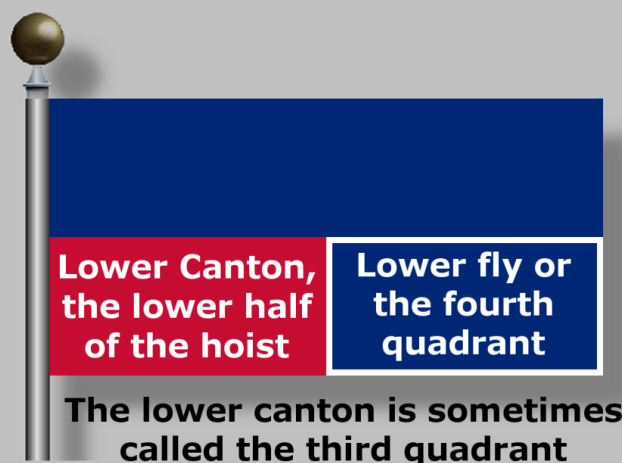 Lower Canton,
the lower half
of the hoist
Lower fly or
the fourth
quadrant
The lower canton is sometimes
called the third quadrant